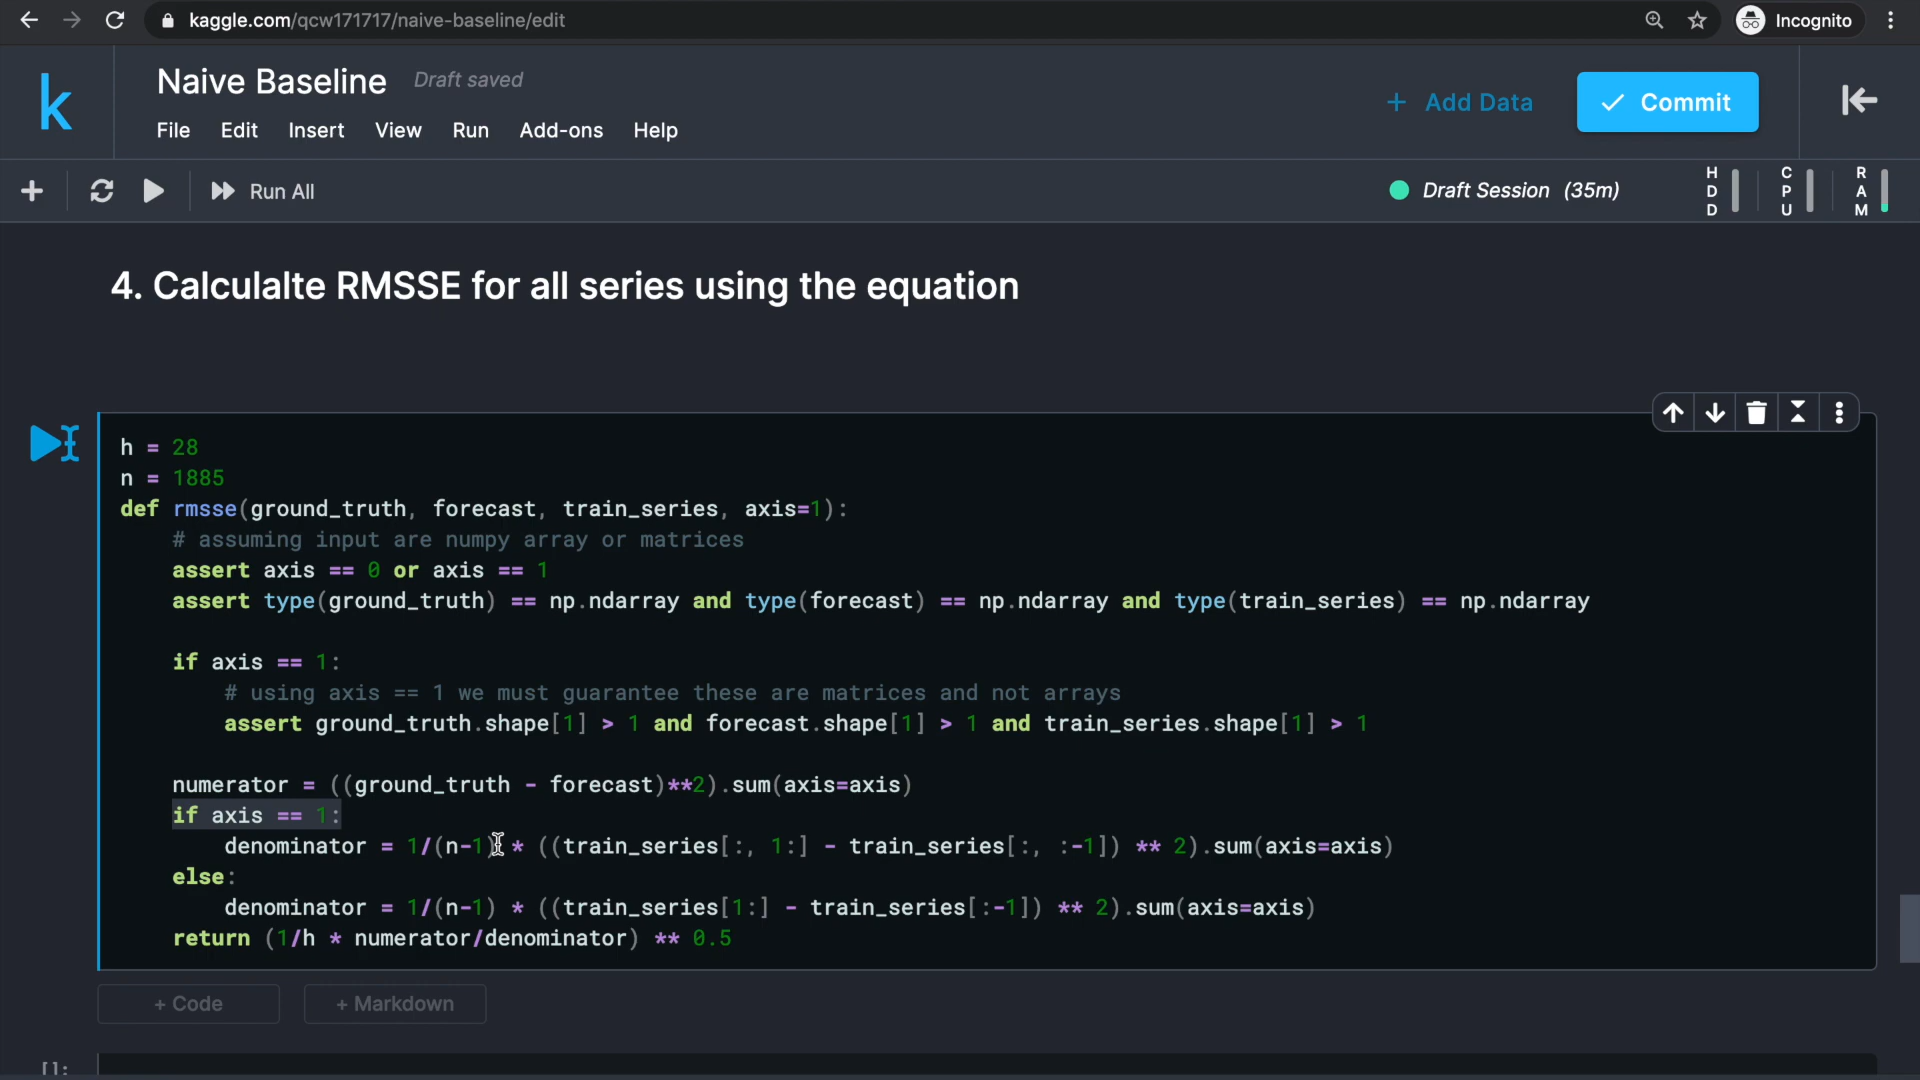 kaggle.com/qcw171717/naive-baseline/edit
Incognito
k
Naive Baseline Draft saved
+ Add Data
Commit
File Edit Insert View Run Add-ons Help
Run All
Draft Session (35m)
HDD
CPU
RAM
4. Calculalte RMSSE for all series using the equation
h = 28
n = 1885
def rmsse(ground_truth, forecast, train_series, axis=1):
    # assuming input are numpy array or matrices
    assert axis == 0 or axis == 1
    assert type(ground_truth) == np.ndarray and type(forecast) == np.ndarray and type(train_series) == np.ndarray
    if axis == 1:
        # using axis == 1 we must guarantee these are matrices and not arrays
        assert ground_truth.shape[1] > 1 and forecast.shape[1] > 1 and train_series.shape[1] > 1
    numerator = ((ground_truth - forecast)**2).sum(axis=axis)
    if axis == 1:
        denominator = 1/(n-1) * ((train_series[:, 1:] - train_series[:, :-1]) ** 2).sum(axis=axis)
    else:
        denominator = 1/(n-1) * ((train_series[1:] - train_series[:-1]) ** 2).sum(axis=axis)
    return (1/h * numerator/denominator) ** 0.5
+ Code
+ Markdown
[]: